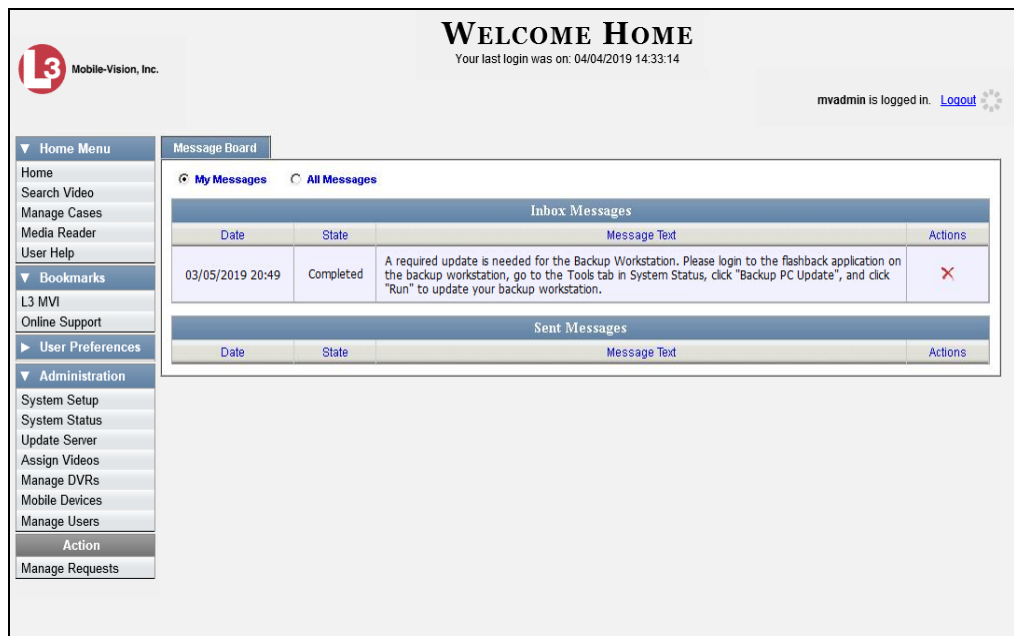 WELCOME HOME
Your last login was on: 04/04/2019 14:33:14
L3 Mobile-Vision, Inc.
mvadmin is logged in. Logout
▼ Home Menu
Home
Search Video
Manage Cases
Media Reader
User Help
▼ Bookmarks
L3 MVI
Online Support
► User Preferences
▼ Administration
System Setup
System Status
Update Server
Assign Videos
Manage DVRs
Mobile Devices
Manage Users
Action
Manage Requests
Message Board
My Messages All Messages
Inbox Messages
Date State Message Text Actions
03/05/2019 20:49 Completed A required update is needed for the Backup Workstation. Please login to the flashback application on
the backup workstation, go to the Tools tab in System Status, click "Backup PC Update", and click
"Run" to update your backup workstation.
Sent Messages
Date State Message Text Actions